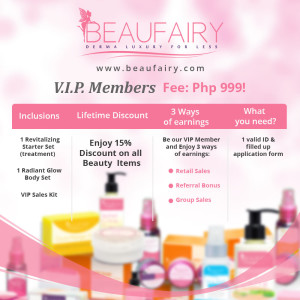 BEAUFAIRY
DERMA LUXURY FOR LESS
www.beaufairy.com
V.I.P. Members Fee: Php 999!
Inclusions
1 Revitalizing
Starter Set
(treatment)
1 Radiant Glow
Body Set
VIP Sales Kit
Lifetime Discount
Enjoy 15%
Discount on all
Beauty Items
3 Ways
of earnings
Be our VIP Member
and Enjoy 3 ways
of earnings:
Retail Sales
Referral Bonus
Group Sales
What
you need?
1 valid ID &
filled up
application form